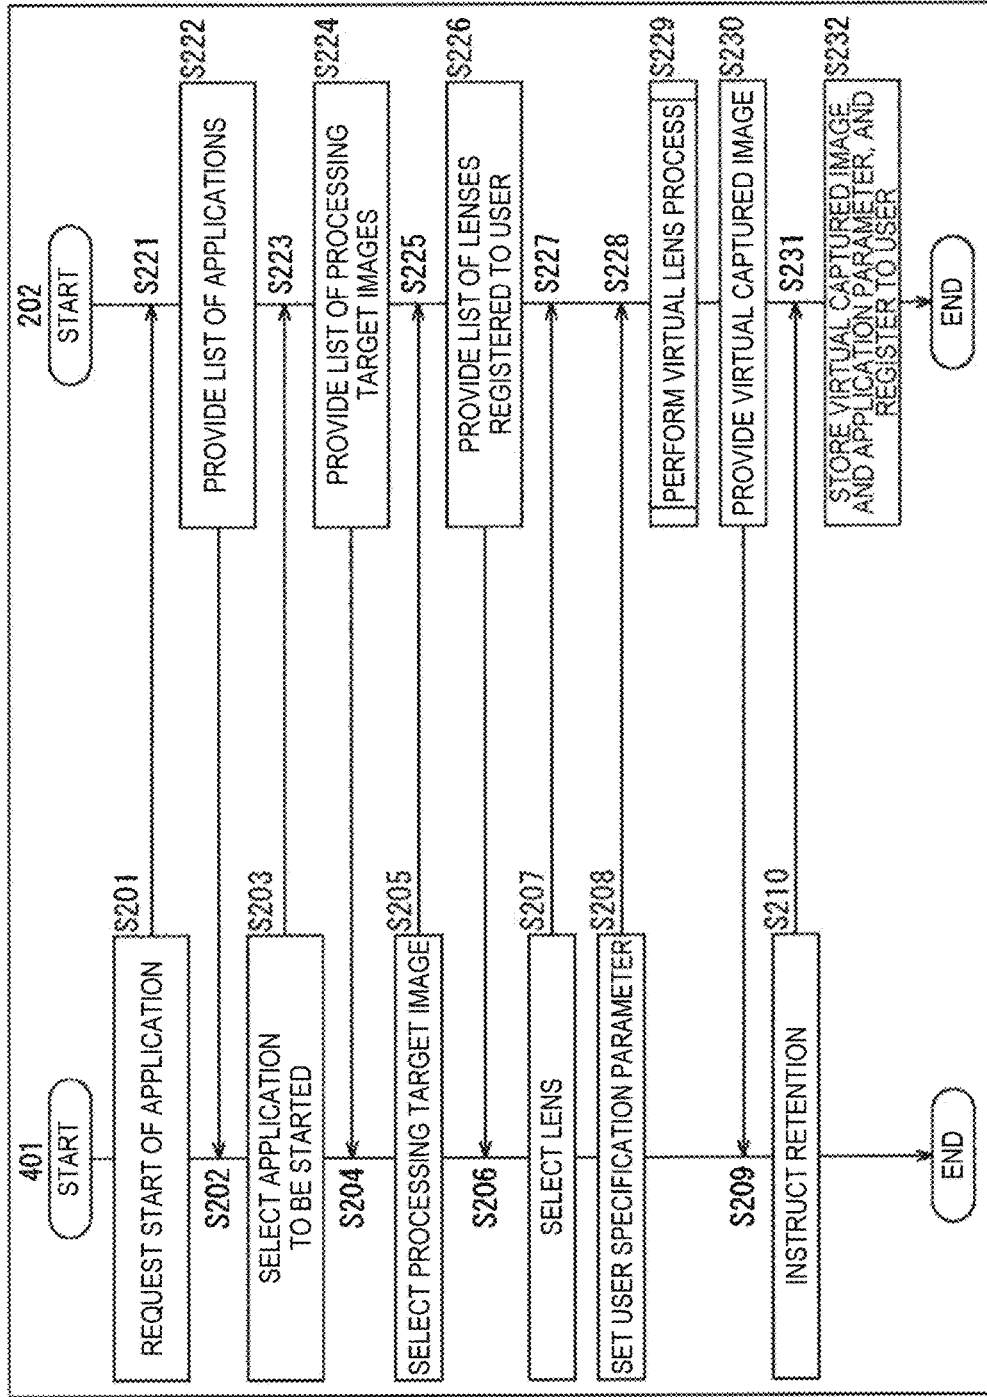 401
START
S201
REQUEST START OF APPLICATION
S202
S203
SELECT APPLICATION
TO BE STARTED
S204
S205
SELECT PROCESSING TARGET IMAGE
S206
S207
SELECT LENS
S208
SET USER SPECIFICATION PARAMETER
S209
S210
INSTRUCT RETENTION
END
202
START
S221
S222
PROVIDE LIST OF APPLICATIONS
S223
S224
PROVIDE LIST OF PROCESSING
TARGET IMAGES
S225
S226
PROVIDE LIST OF LENSES
REGISTERED TO USER
S227
S228
S229
PERFORM VIRTUAL LENS PROCESS
S230
PROVIDE VIRTUAL CAPTURED IMAGE
S231
S232
STORE VIRTUAL CAPTURED IMAGE
AND APPLICATION PARAMETER, AND
REGISTER TO USER
END